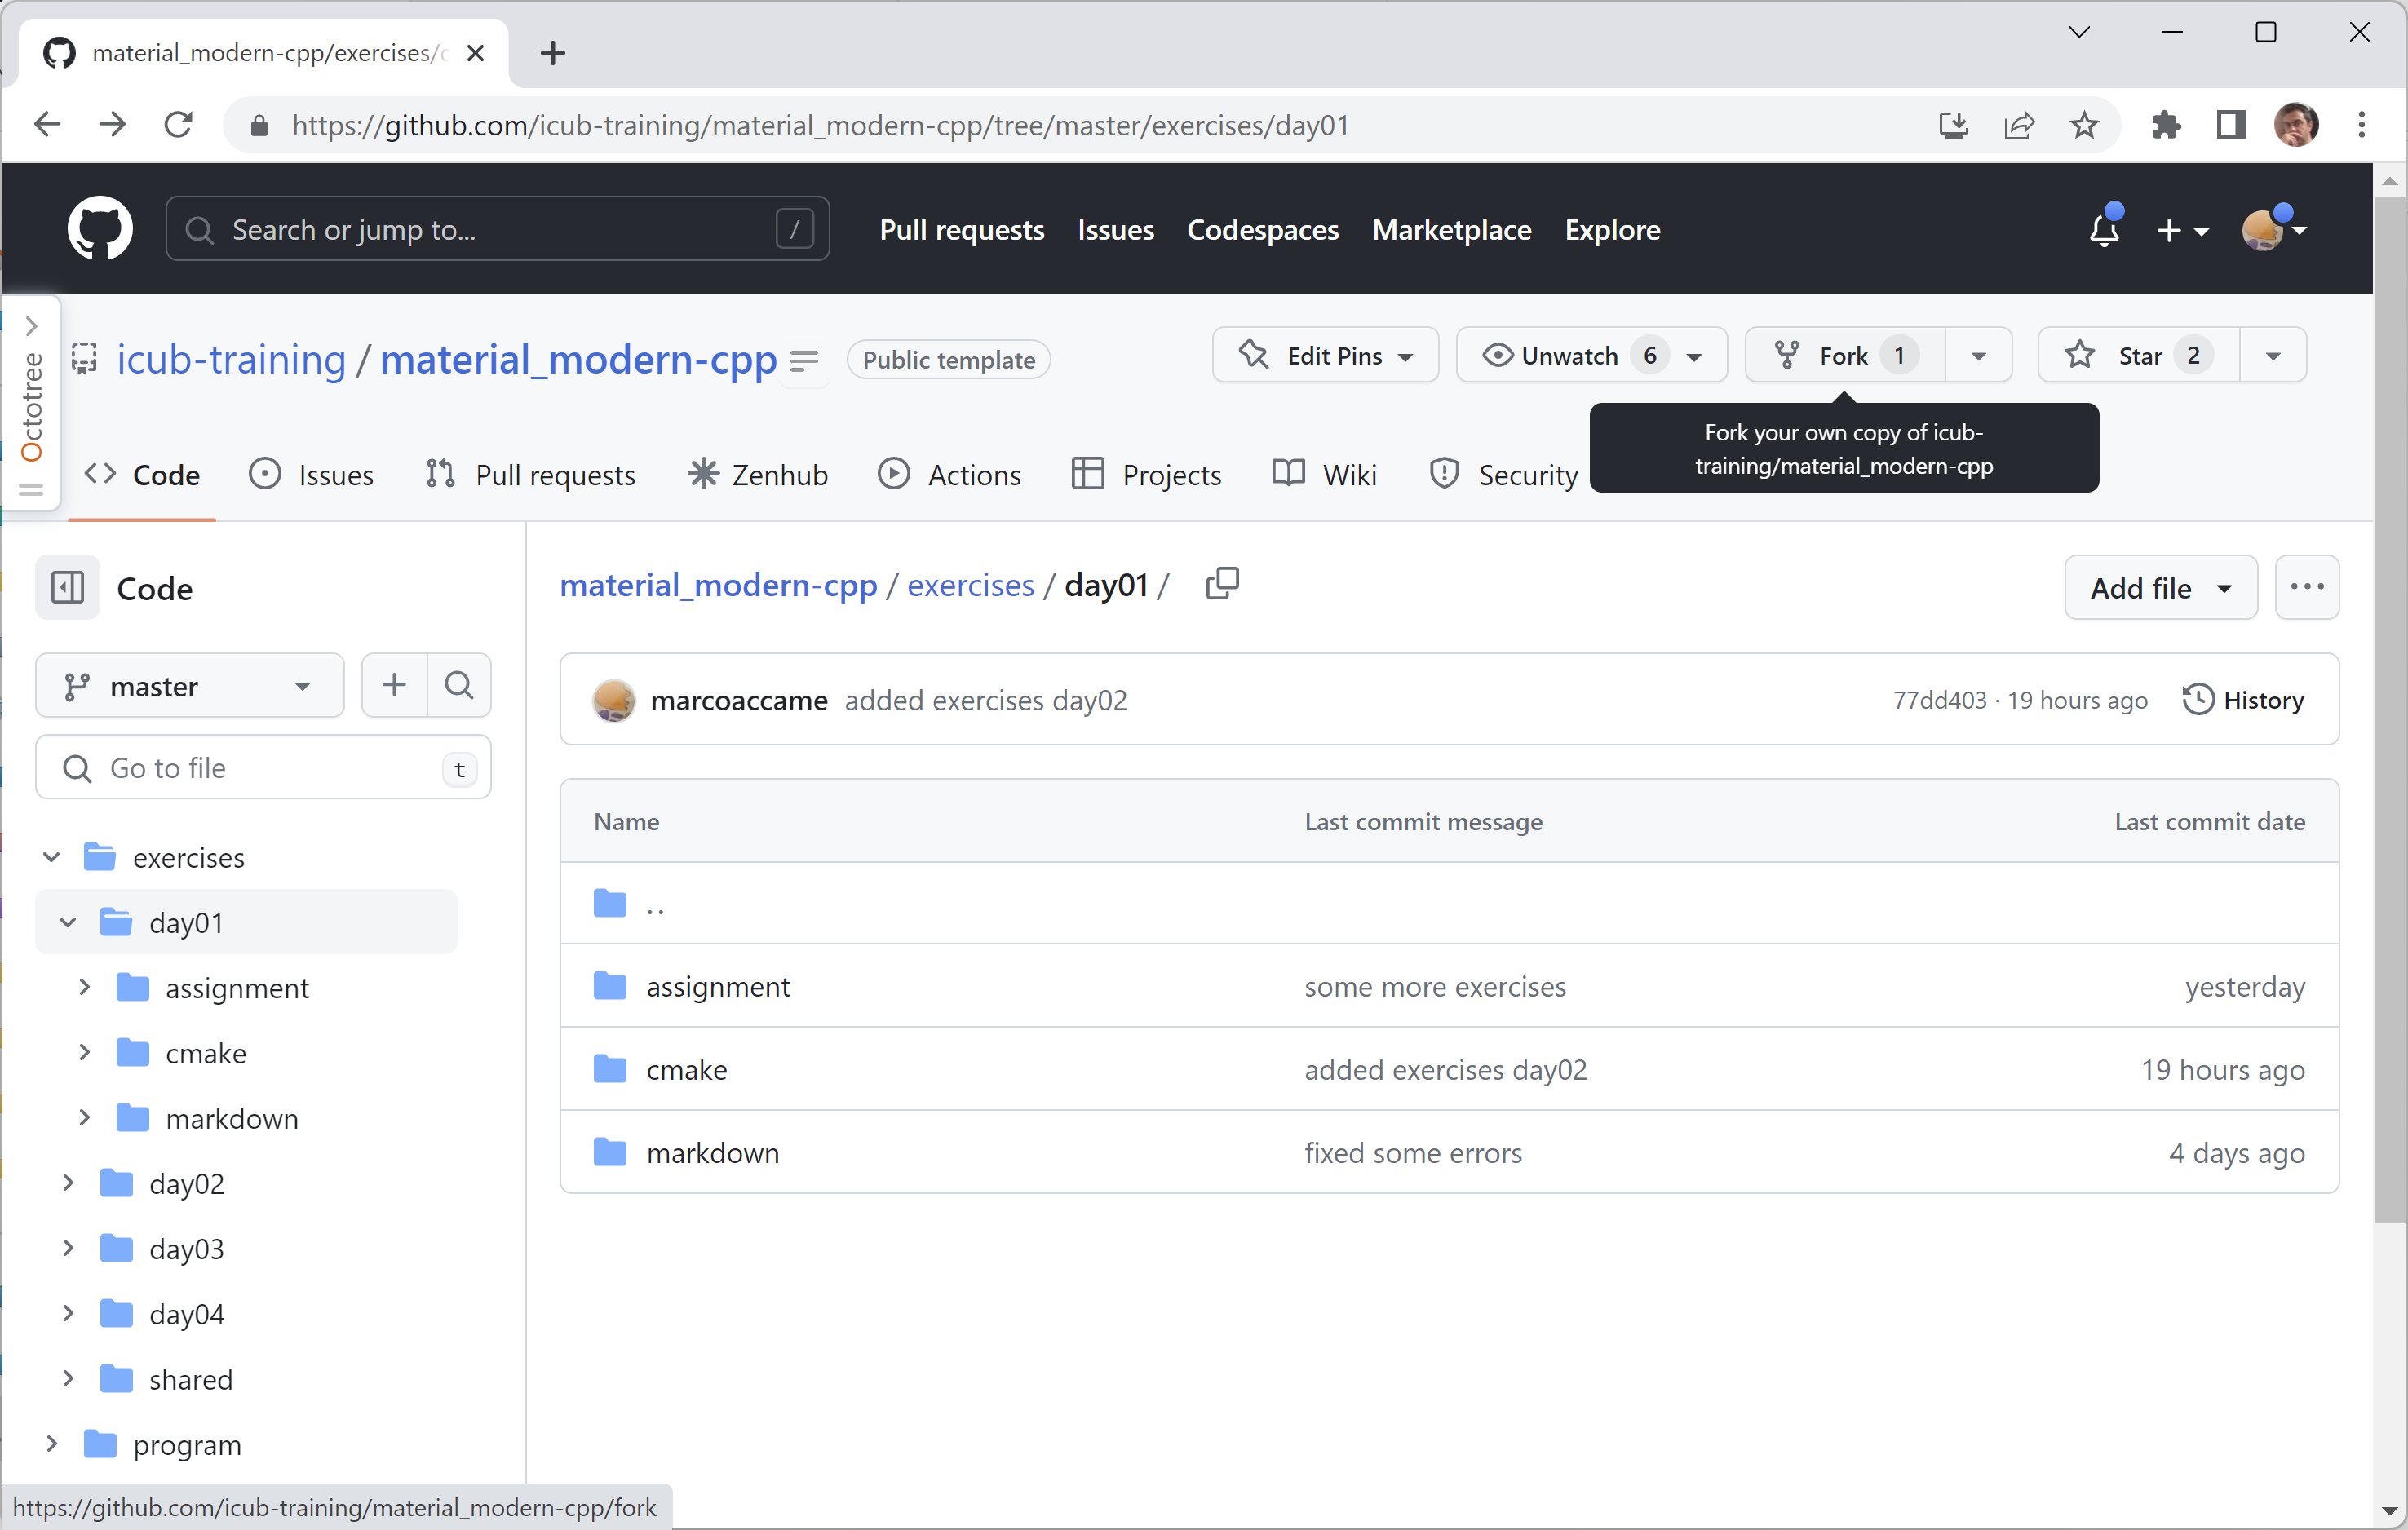 material_modern-cpp/exercises/
https://github.com/icub-training/material_modern-cpp/tree/master/exercises/day01
Search or jump to...
/
Pull requests
Issues
Codespaces
Marketplace
Explore
Octotree
icub-training / material_modern-cpp
Public template
Edit Pins
Unwatch 6
Fork 1
Star 2
Fork your own copy of icub-
training/material_modern-cpp
Code
Issues
Pull requests
Zenhub
Actions
Projects
Wiki
Security
Code
master
Go to file
t
exercises
day01
assignment
cmake
markdown
day02
day03
day04
shared
program
material_modern-cpp / exercises / day01 /
Add file
marcoaccame added exercises day02
77dd403 · 19 hours ago
History
Name Last commit message Last commit date
..
assignment some more exercises yesterday
cmake added exercises day02 19 hours ago
markdown fixed some errors 4 days ago
https://github.com/icub-training/material_modern-cpp/fork